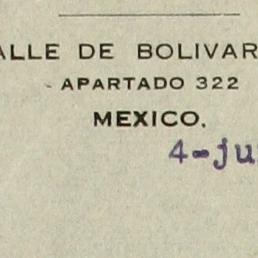 ALLE DE BOLIVAR
- APARTADO 322
MEXICO.
4-ju